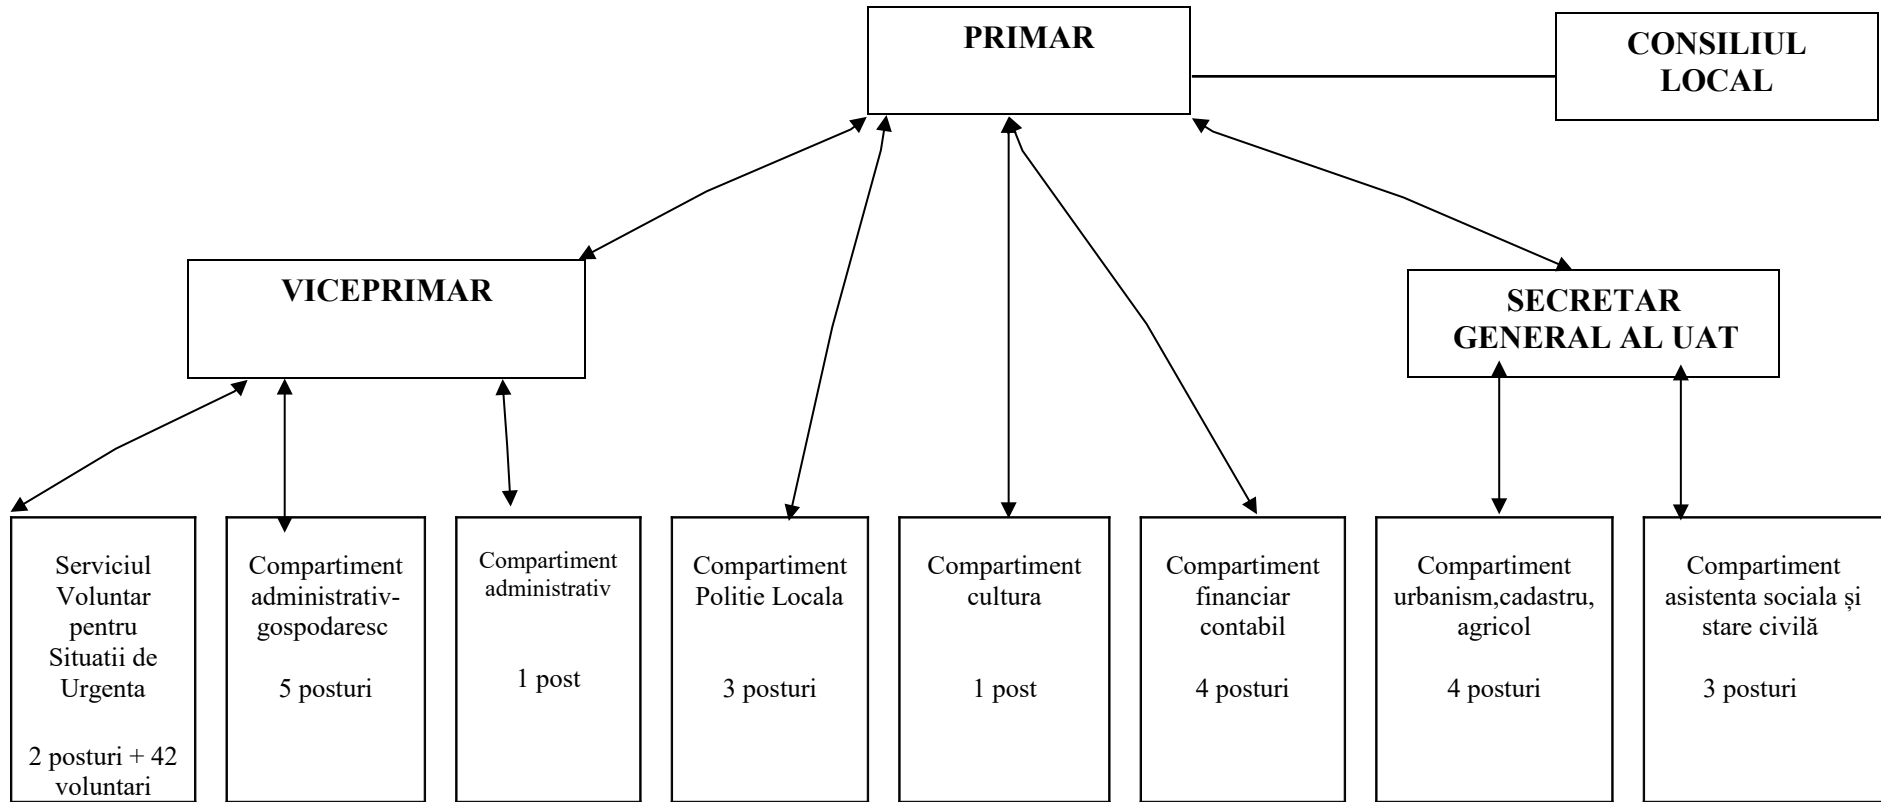 PRIMAR
CONSILIUL
LOCAL
VICEPRIMAR
SECRETAR
GENERAL AL UAT
Serviciul
Voluntar
pentru
Situatii de
Urgenta
2 posturi + 42
voluntari
Compartiment
administrativ-
gospodaresc
5 posturi
Compartiment
administrativ
1 post
Compartiment
Politie Locala
3 posturi
Compartiment
cultura
1 post
Compartiment
financiar
contabil
4 posturi
Compartiment
urbanism,cadastru,
agricol
4 posturi
Compartiment
asistenta sociala și
stare civilă
3 posturi